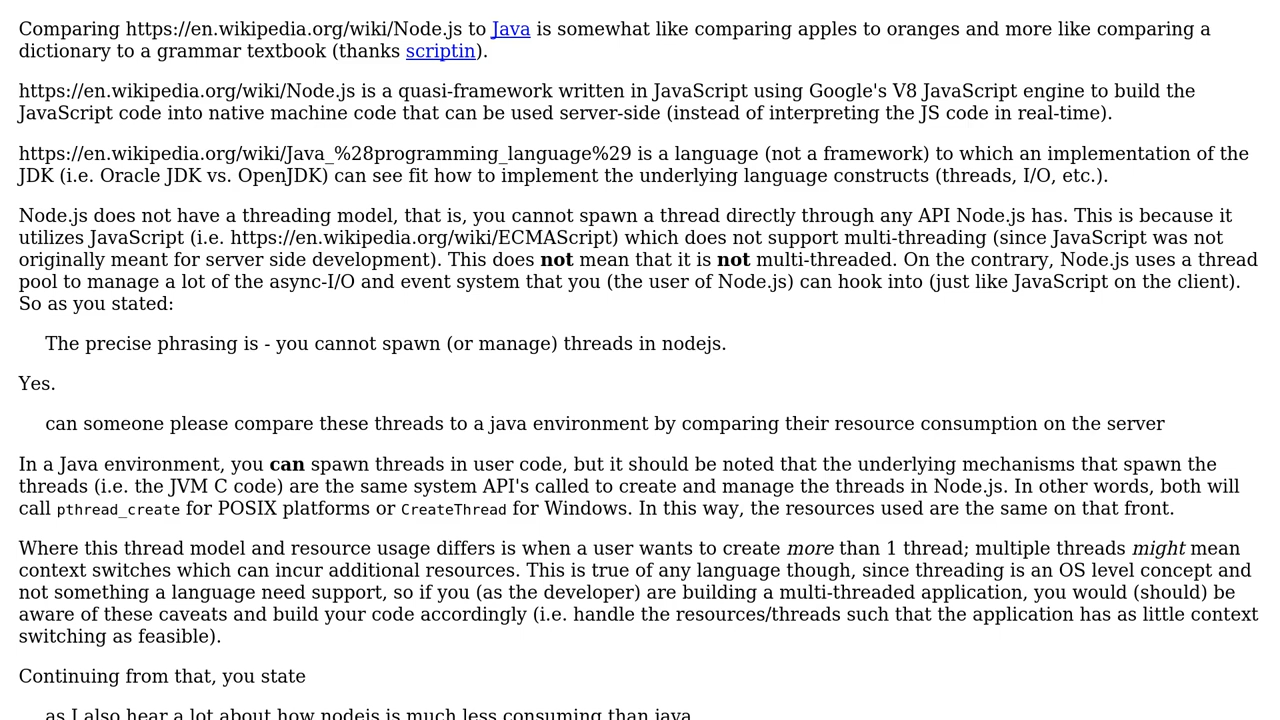 Comparing https://en.wikipedia.org/wiki/Node.js to Java is somewhat like comparing apples to oranges and more like comparing a
dictionary to a grammar textbook (thanks scriptin).
https://en.wikipedia.org/wiki/Node.js is a quasi-framework written in JavaScript using Google's V8 JavaScript engine to build the
JavaScript code into native machine code that can be used server-side (instead of interpreting the JS code in real-time).
https://en.wikipedia.org/wiki/Java_%28programming_language%29 is a language (not a framework) to which an implementation of the
JDK (i.e. Oracle JDK vs. OpenJDK) can see fit how to implement the underlying language constructs (threads, I/O, etc.).
Node.js does not have a threading model, that is, you cannot spawn a thread directly through any API Node.js has. This is because it
utilizes JavaScript (i.e. https://en.wikipedia.org/wiki/ECMAScript) which does not support multi-threading (since JavaScript was not
originally meant for server side development). This does not mean that it is not multi-threaded. On the contrary, Node.js uses a thread
pool to manage a lot of the async-I/O and event system that you (the user of Node.js) can hook into (just like JavaScript on the client).
So as you stated:
The precise phrasing is - you cannot spawn (or manage) threads in nodejs.
Yes.
can someone please compare these threads to a java environment by comparing their resource consumption on the server
In a Java environment, you can spawn threads in user code, but it should be noted that the underlying mechanisms that spawn the
threads (i.e. the JVM C code) are the same system API's called to create and manage the threads in Node.js. In other words, both will
call pthread_create for POSIX platforms or CreateThread for Windows. In this way, the resources used are the same on that front.
Where this thread model and resource usage differs is when a user wants to create more than 1 thread; multiple threads might mean
context switches which can incur additional resources. This is true of any language though, since threading is an OS level concept and
not something a language need support, so if you (as the developer) are building a multi-threaded application, you would (should) be
aware of these caveats and build your code accordingly (i.e. handle the resources/threads such that the application has as little context
switching as feasible).
Continuing from that, you state
as I also hear a lot about how nodejs is much less consuming than java